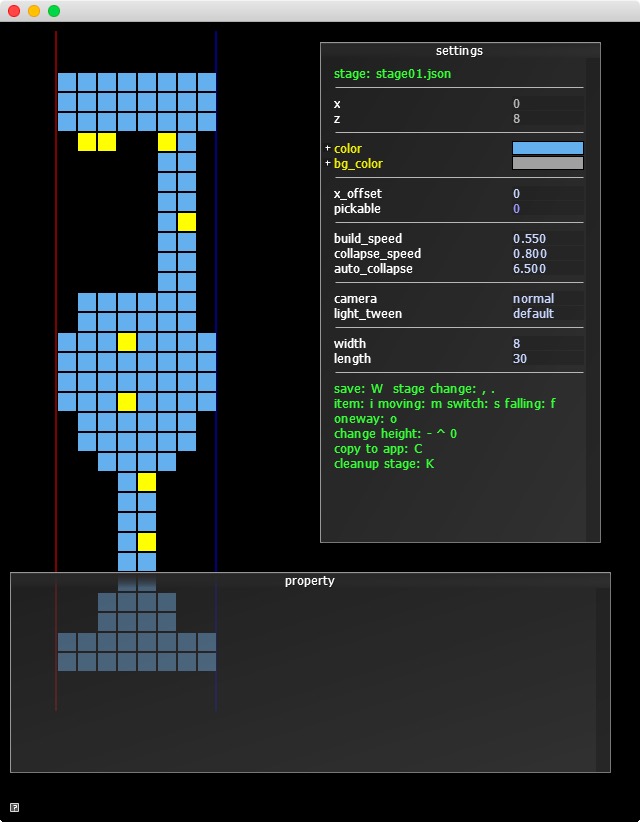 settings
stage: stage01.json
x 0
z 8
+ color
+ bg_color
x_offset 0
pickable 0
build_speed 0.550
collapse_speed 0.800
auto_collapse 6.500
camera normal
light_tween default
width 8
length 30
save: W  stage change: , .
item: i moving: m switch: s falling: f
oneway: o
change height: - ^ 0
copy to app: C
cleanup stage: K
property
?